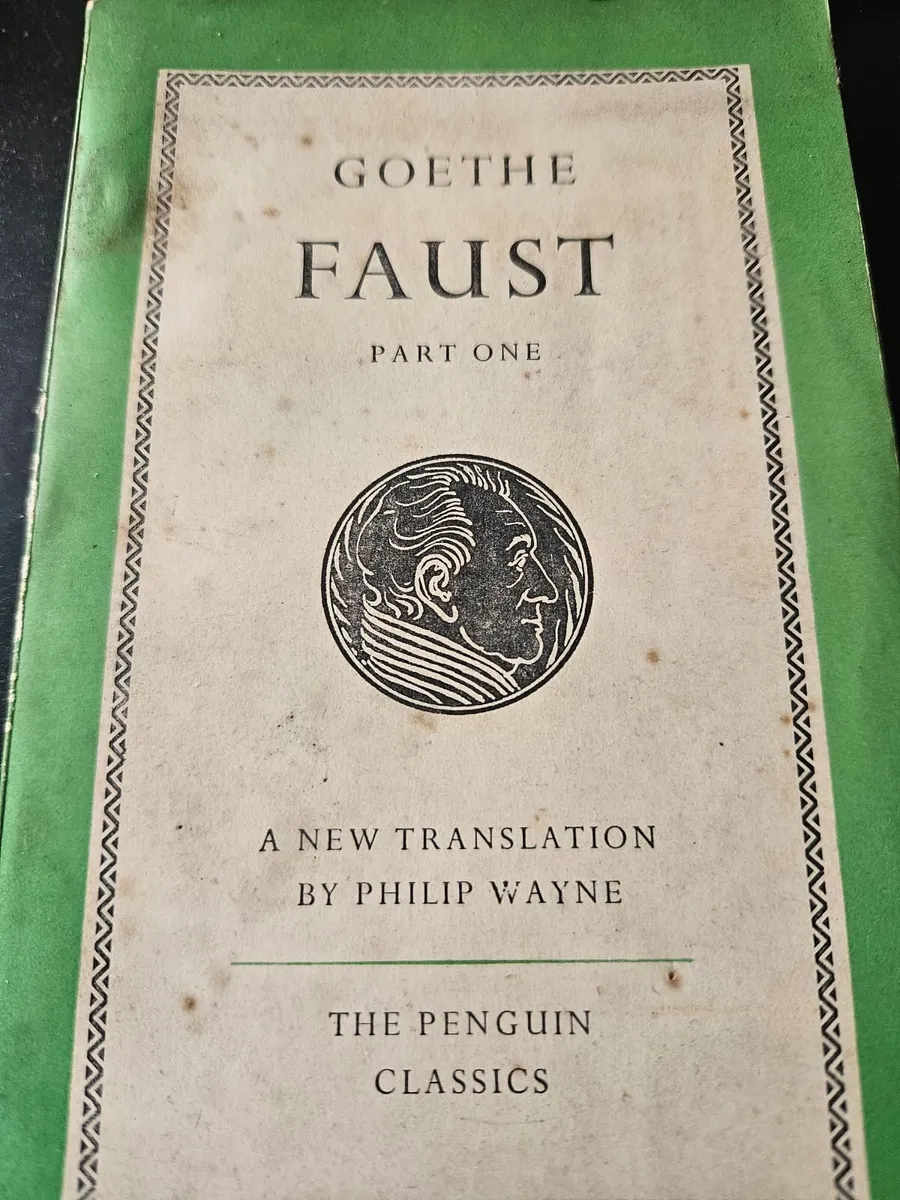 GOETHE
FAUST
PART ONE
A NEW TRANSLATION
BY PHILIP WAYNE
THE PENGUIN
CLASSICS